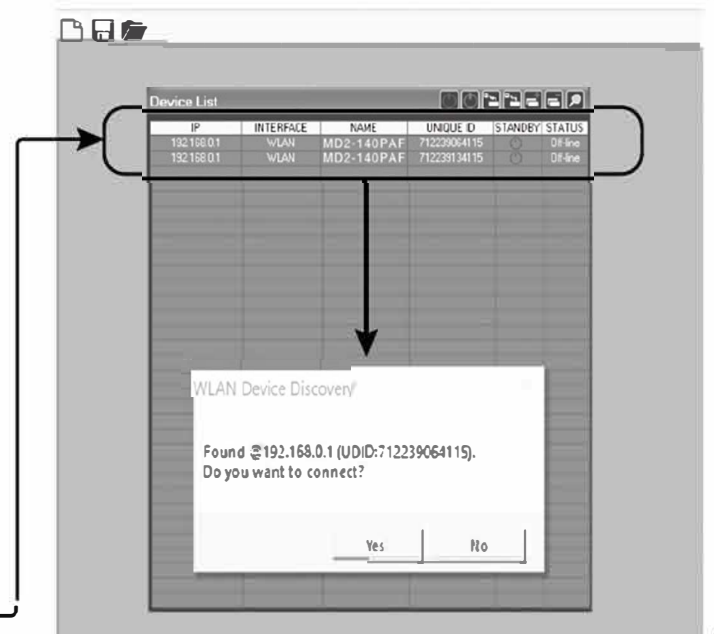 Device List
IP INTERFACE NAME UNIQUE ID STANDBY STATUS
192.168.0.1 WLAN MD2-140PAF 712239064115 Off-line
192.168.0.1 WLAN MD2-140PAF 712239134115 Off-line
WLAN Device Discovery
Found @192.168.0.1 (UDID:712239064115).
Do you want to connect?
Yes No